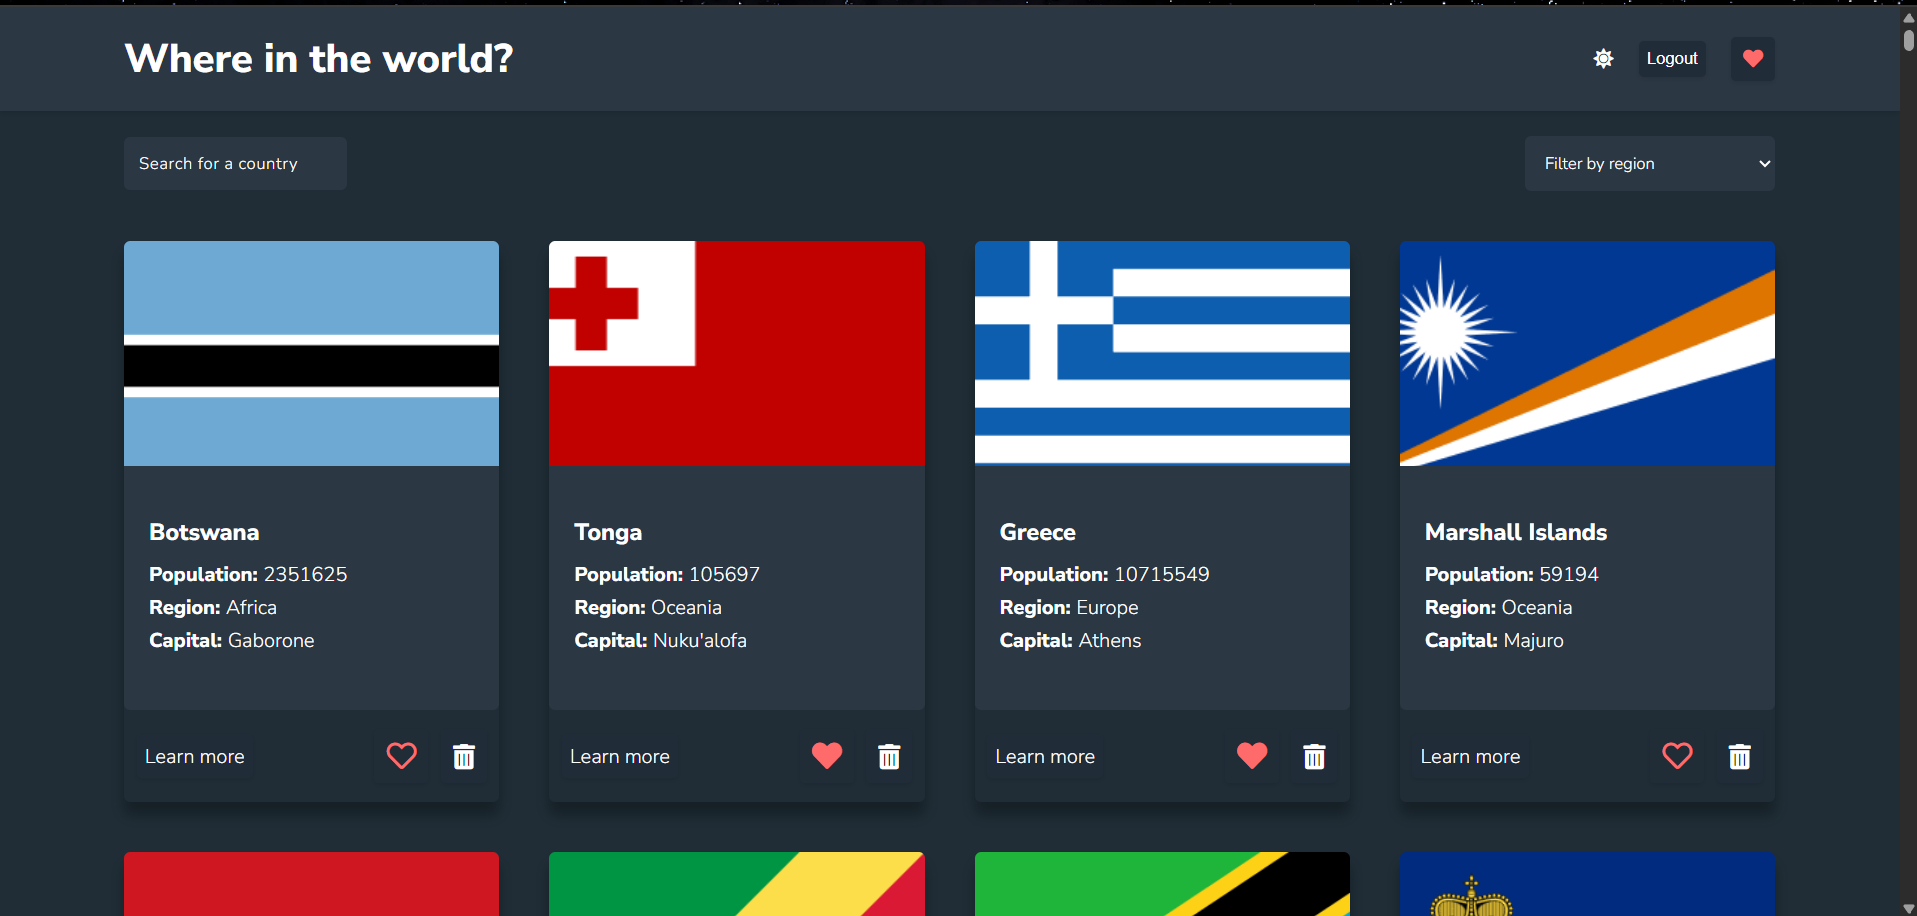 Where in the world?
Logout
Search for a country
Filter by region
Botswana
Population: 2351625
Region: Africa
Capital: Gaborone
Learn more
Tonga
Population: 105697
Region: Oceania
Capital: Nuku'alofa
Learn more
Greece
Population: 10715549
Region: Europe
Capital: Athens
Learn more
Marshall Islands
Population: 59194
Region: Oceania
Capital: Majuro
Learn more